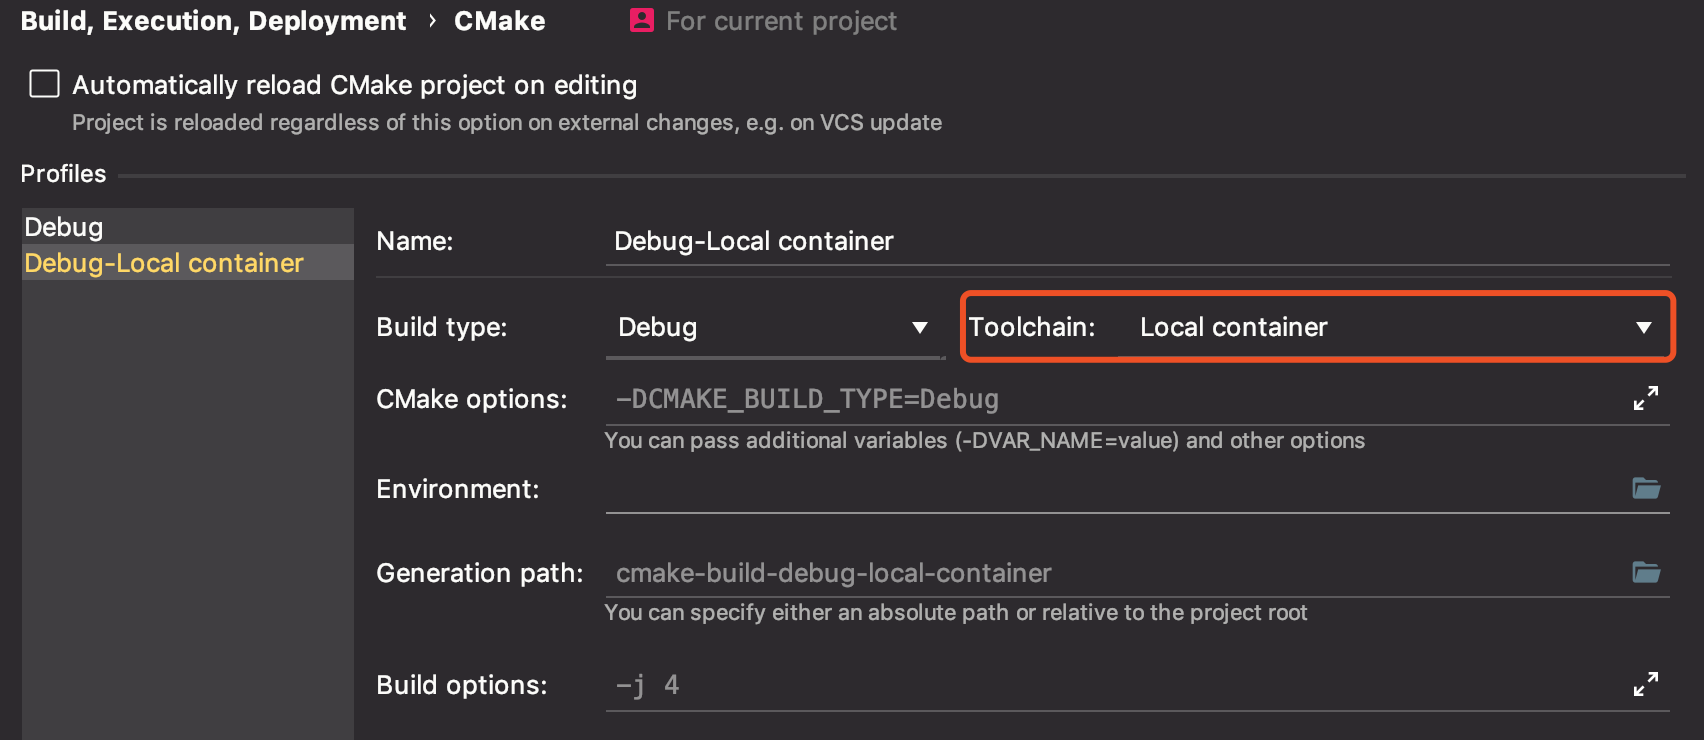 Build, Execution, Deployment › CMake For current project
Automatically reload CMake project on editing
Project is reloaded regardless of this option on external changes, e.g. on VCS update
Profiles
Debug
Debug-Local container
Name: Debug-Local container
Build type: Debug Toolchain: Local container
CMake options: -DCMAKE_BUILD_TYPE=Debug
You can pass additional variables (-DVAR_NAME=value) and other options
Environment:
Generation path: cmake-build-debug-local-container
You can specify either an absolute path or relative to the project root
Build options: -j 4